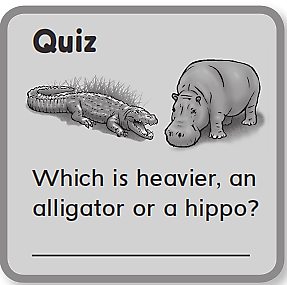 Quiz
Which is heavier, an
alligator or a hippo?